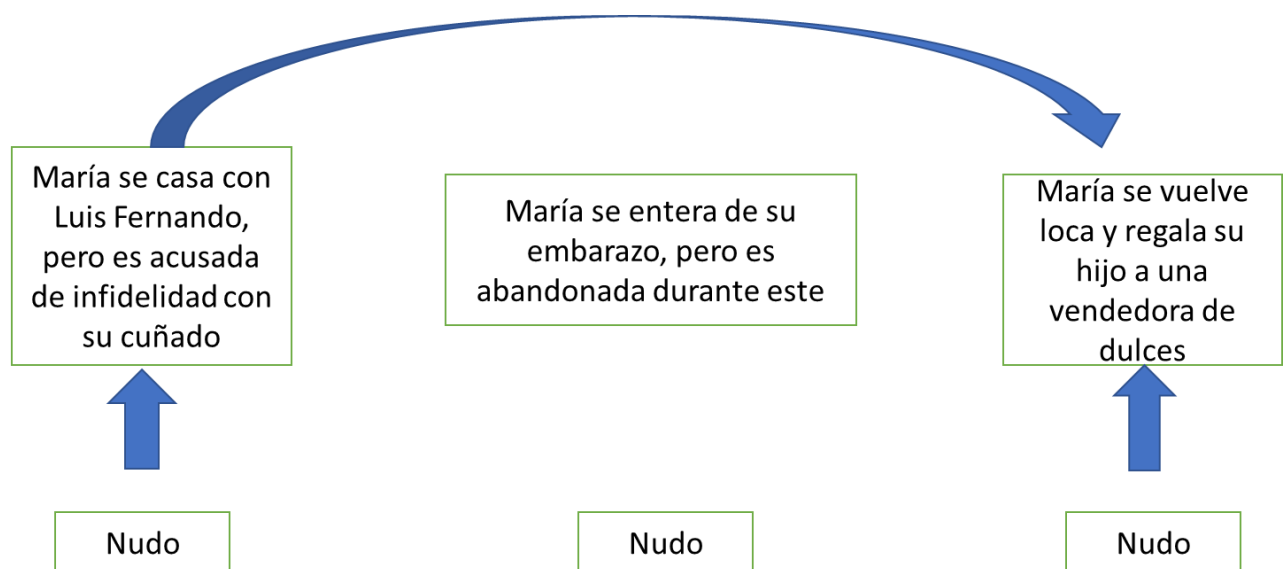 María se casa con
Luis Fernando,
pero es acusada
de infidelidad con
su cuñado
María se entera de su
embarazo, pero es
abandonada durante este
María se vuelve
loca y regala su
hijo a una
vendedora de
dulces
Nudo
Nudo
Nudo